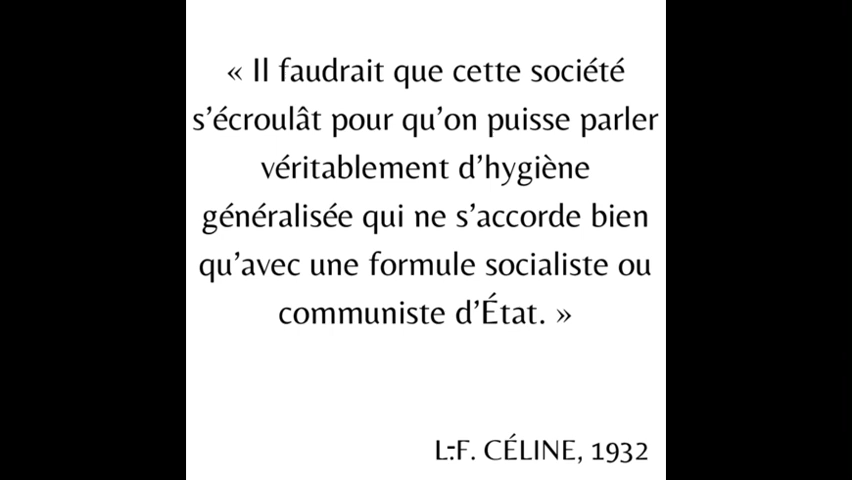 « Il faudrait que cette société
s’écroulât pour qu’on puisse parler
véritablement d’hygiène
généralisée qui ne s’accorde bien
qu’avec une formule socialiste ou
communiste d’État. »
L.-F. CÉLINE, 1932